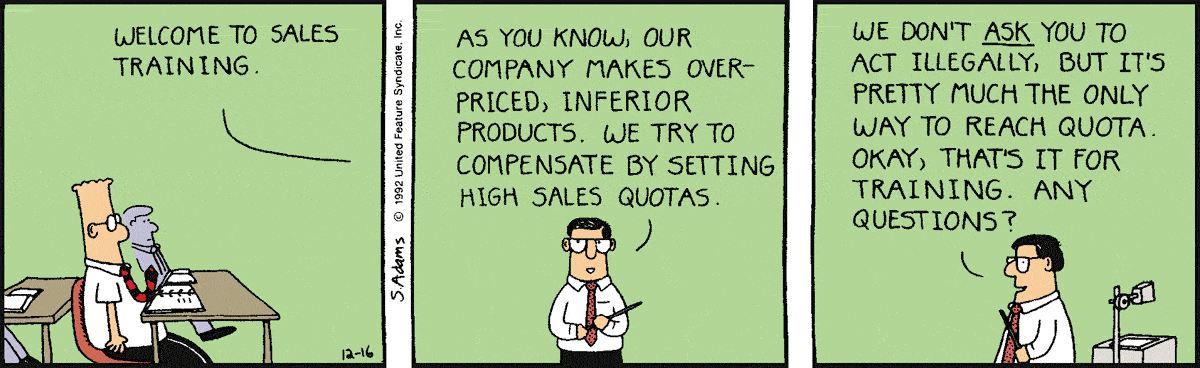 WELCOME TO SALES
TRAINING.
12-16
S. Adams © 1992 United Feature Syndicate, Inc.
AS YOU KNOW, OUR
COMPANY MAKES OVER-
PRICED, INFERIOR
PRODUCTS. WE TRY TO
COMPENSATE BY SETTING
HIGH SALES QUOTAS.
WE DON'T ASK YOU TO
ACT ILLEGALLY, BUT IT'S
PRETTY MUCH THE ONLY
WAY TO REACH QUOTA.
OKAY, THAT'S IT FOR
TRAINING. ANY
QUESTIONS?